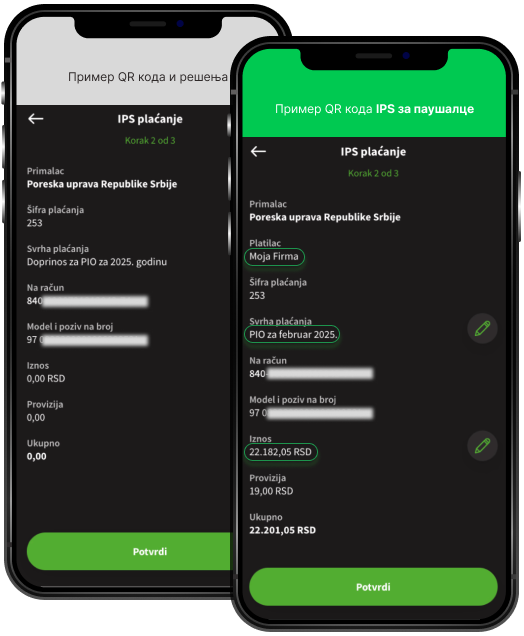 Пример QR кода и решења
IPS plaćanje
Korak 2 od 3
Primalac
Poreska uprava Republike Srbije
Šifra plaćanja
253
Svrha plaćanja
Doprinos za PIO za 2025. godinu
Na račun
840
Model i poziv na broj
97 0
Iznos
0,00 RSD
Provizija
0,00
Ukupno
0,00
Potvrdi
Пример QR кода IPS за паушалце
IPS plaćanje
Korak 2 od 3
Primalac
Poreska uprava Republike Srbije
Platilac
Moja Firma
Šifra plaćanja
253
Svrha plaćanja
PIO za februar 2025.
Na račun
840-
Model i poziv na broj
97 0
Iznos
22.182,05 RSD
Provizija
19,00 RSD
Ukupno
22.201,05 RSD
Potvrdi